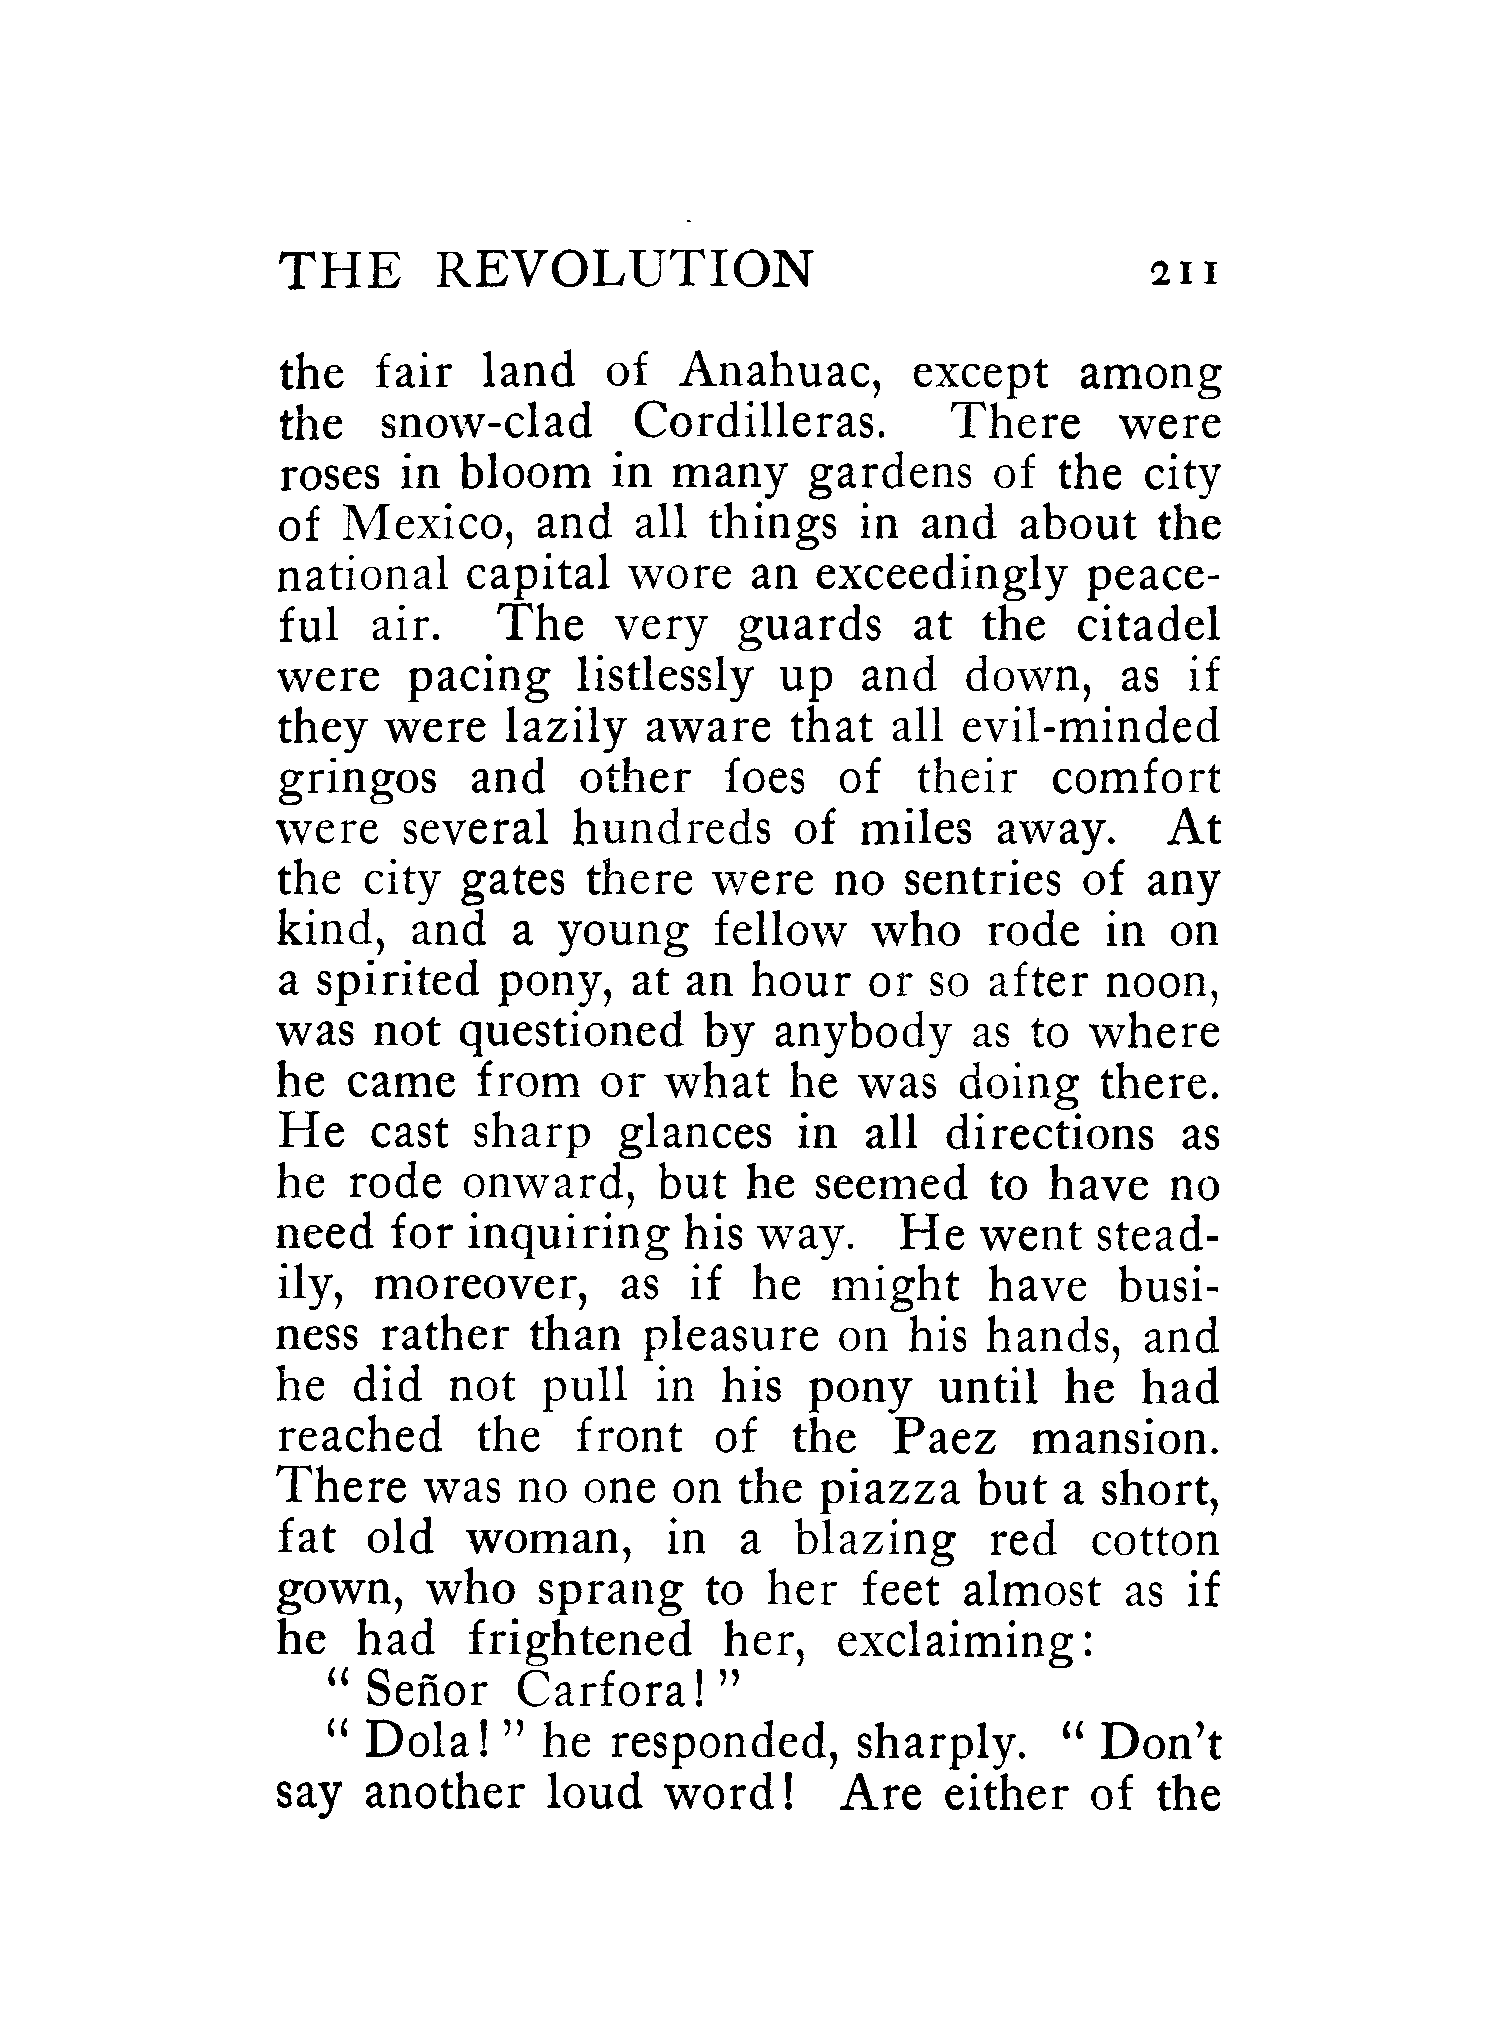 THE REVOLUTION 211
the fair land of Anahuac, except among
the snow-clad Cordilleras. There were
roses in bloom in many gardens of the city
of Mexico, and all things in and about the
national capital wore an exceedingly peace-
ful air. The very guards at the citadel
were pacing listlessly up and down, as if
they were lazily aware that all evil-minded
gringos and other foes of their comfort
were several hundreds of miles away. At
the city gates there were no sentries of any
kind, and a young fellow who rode in on
a spirited pony, at an hour or so after noon,
was not questioned by anybody as to where
he came from or what he was doing there.
He cast sharp glances in all directions as
he rode onward, but he seemed to have no
need for inquiring his way. He went stead-
ily, moreover, as if he might have busi-
ness rather than pleasure on his hands, and
he did not pull in his pony until he had
reached the front of the Paez mansion.
There was no one on the piazza but a short,
fat old woman, in a blazing red cotton
gown, who sprang to her feet almost as if
he had frightened her, exclaiming:
" Señor Carfora! "
" Dola! " he responded, sharply. " Don't
say another loud word! Are either of the